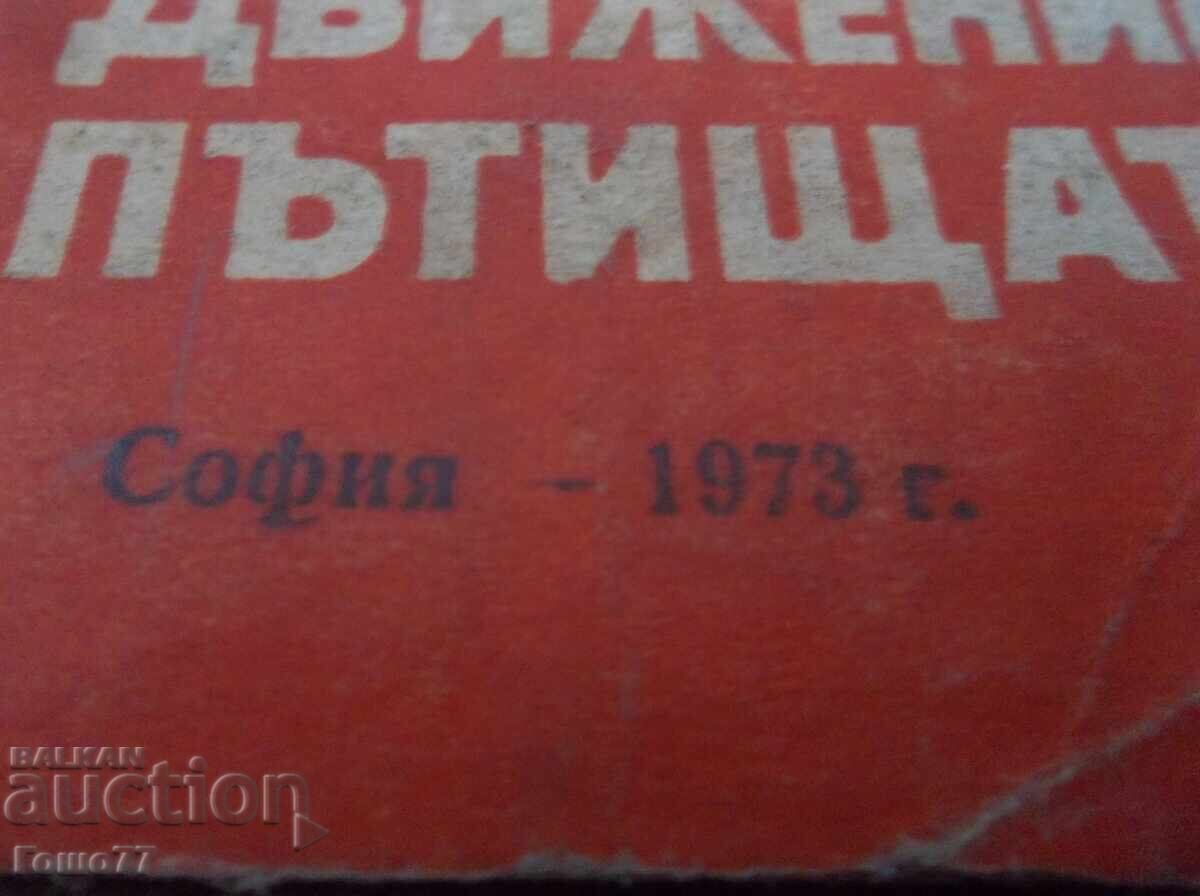 ДВИЖЕНИ
ПЪТИЩАТ
София - 1973 г.
BALKAN
auction
Гошо77